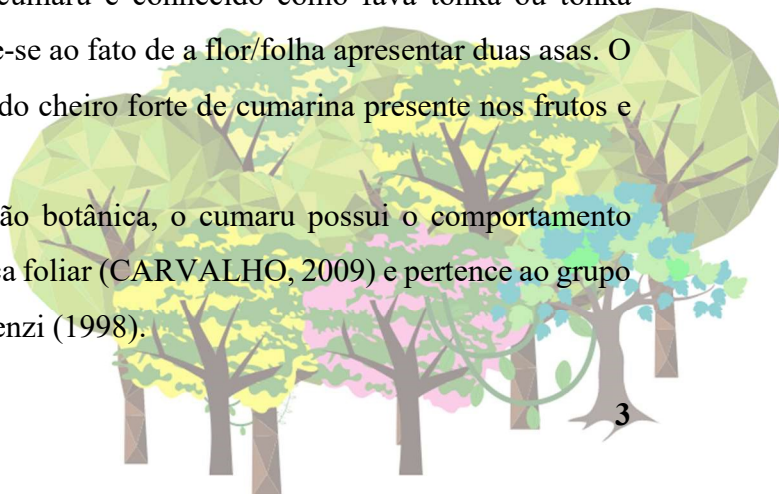 cumaru é conhecido como fava tonka ou tonka
e-se ao fato de a flor/folha apresentar duas asas. O
do cheiro forte de cumarina presente nos frutos e
ão botânica, o cumaru possui o comportamento
a foliar (CARVALHO, 2009) e pertence ao grupo
enzi (1998).
3